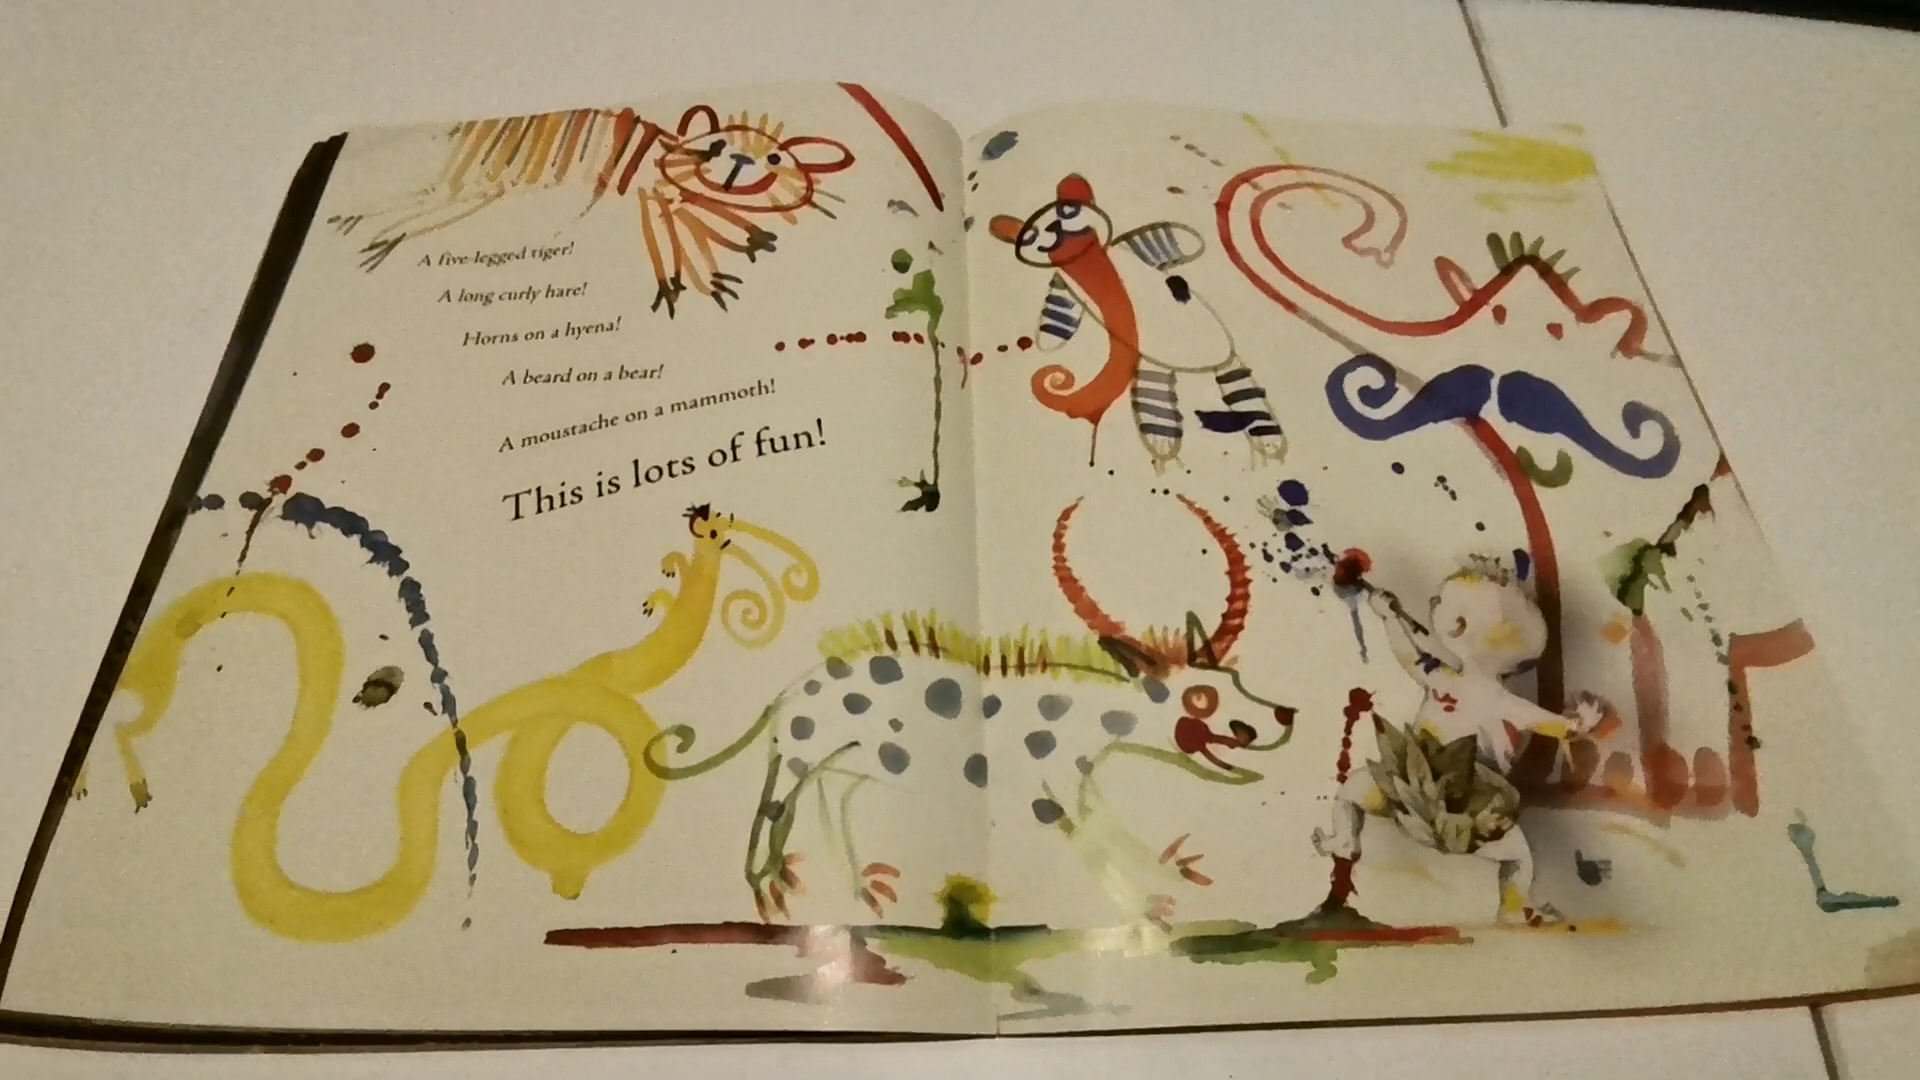 A five-legged tiger!
A long curly hare!
Horns on a hyena!
A beard on a bear!
A moustache on a mammoth!
This is lots of fun!